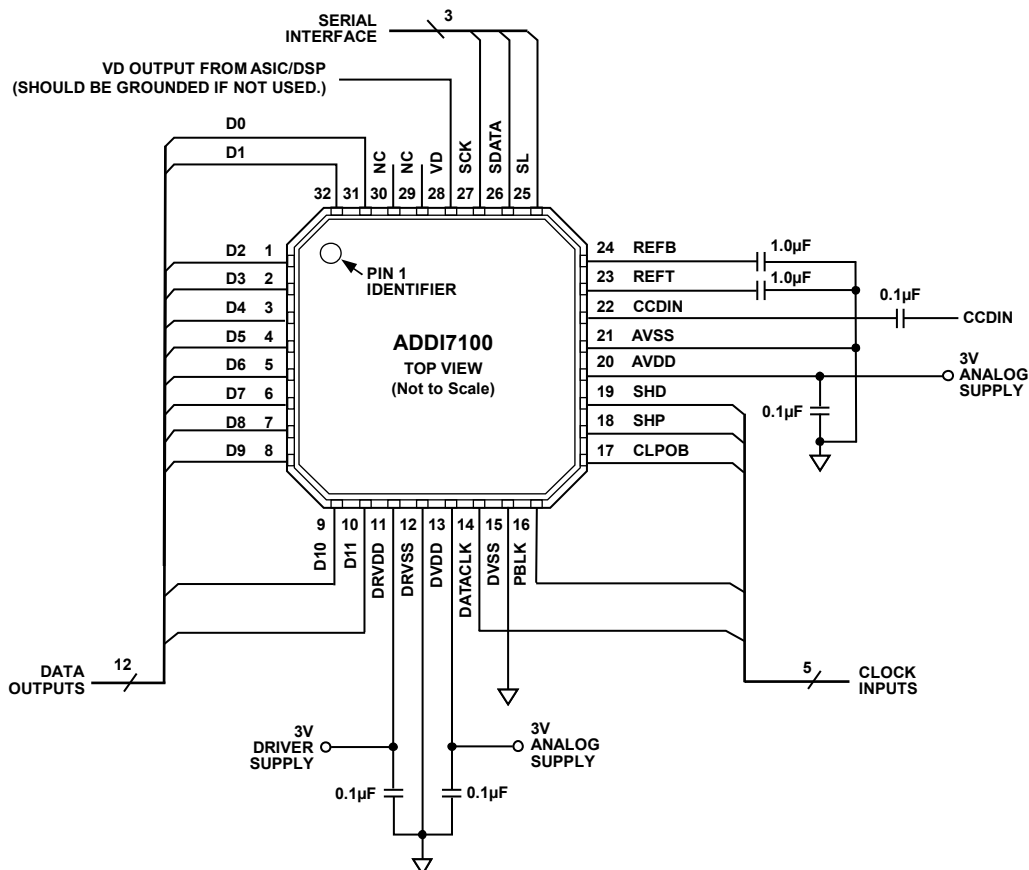 SERIAL
INTERFACE
3
VD OUTPUT FROM ASIC/DSP
(SHOULD BE GROUNDED IF NOT USED.)
D0
D1
NC
NC
VD
SCK
SDATA
SL
32 31 30 29 28 27 26 25
D2 1
D3 2
D4 3
D5 4
D6 5
D7 6
D8 7
D9 8
PIN 1
IDENTIFIER
ADDI7100
TOP VIEW
(Not to Scale)
24 REFB
23 REFT
22 CCDIN
21 AVSS
20 AVDD
19 SHD
18 SHP
17 CLPOB
1.0µF
1.0µF
0.1µF
CCDIN
3V
ANALOG
SUPPLY
0.1µF
9 10 11 12 13 14 15 16
D10
D11
DRVDD
DRVSS
DVDD
DATACLK
DVSS
PBLK
DATA
OUTPUTS
12
5
CLOCK
INPUTS
3V
DRIVER
SUPPLY
3V
ANALOG
SUPPLY
0.1µF
0.1µF